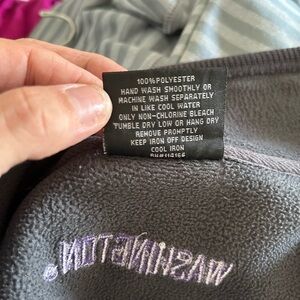 100% POLYESTER
HAND WASH SMOOTHLY OR
MACHINE WASH SEPARATELY
IN LIKE COOL WATER
ONLY NON-CHLORINE BLEACH
TUMBLE DRY LOW OR HANG DRY
REMOVE PROMPTLY
KEEP IRON OFF DESIGN
COOL IRON
WASHINGTON